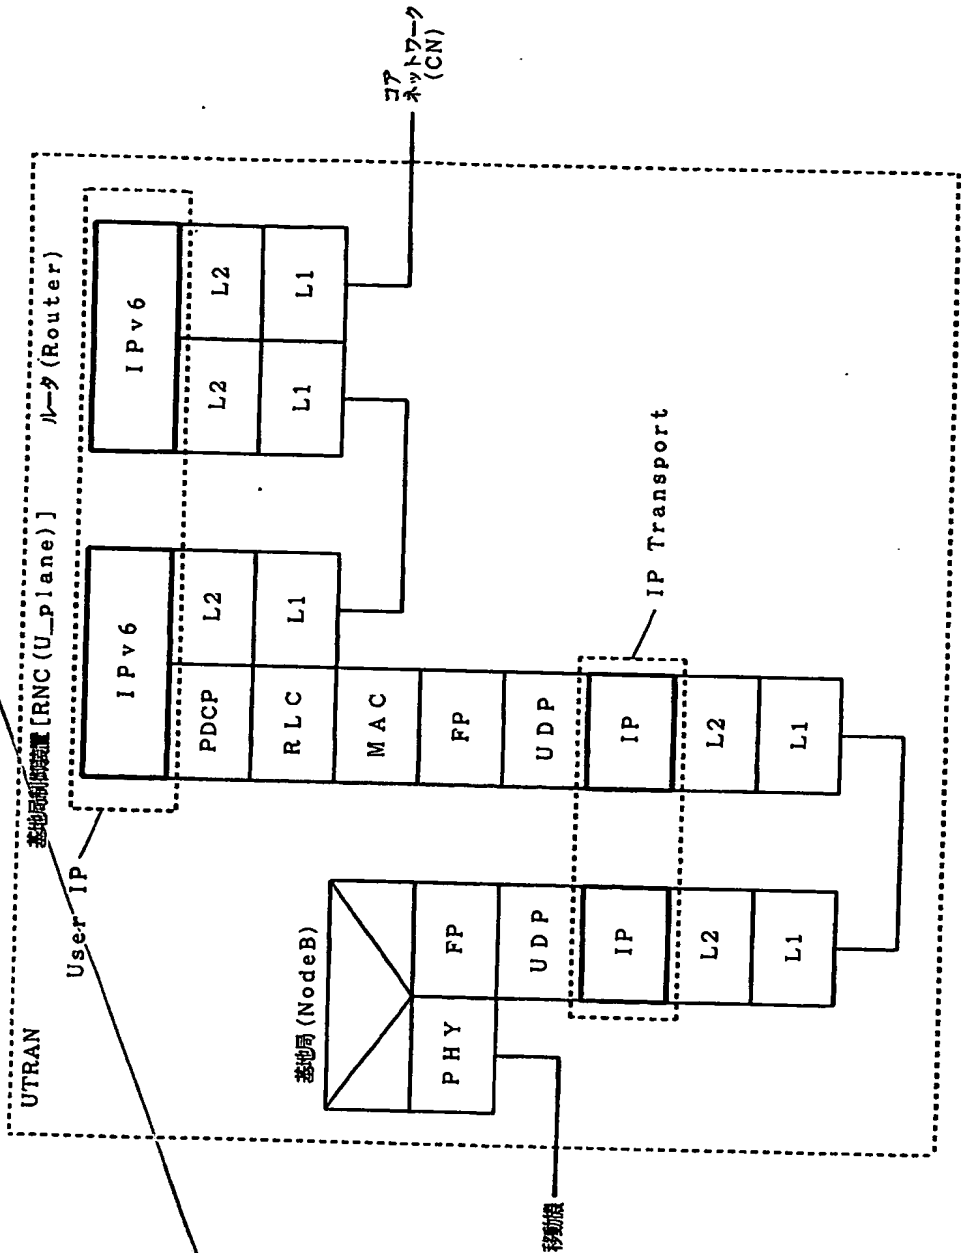 UTRAN
基地局制御装置 [RNC (U_plane)]
ルータ (Router)
User IP
基地局 (NodeB)
PHY
FP
UDP
IP
L2
L1
移動機
IPv6
PDCP
L2
RLC
L1
MAC
FP
UDP
IP
L2
L1
IP Transport
IPv6
L2
L2
L1
L1
コア
ネットワーク
(CN)